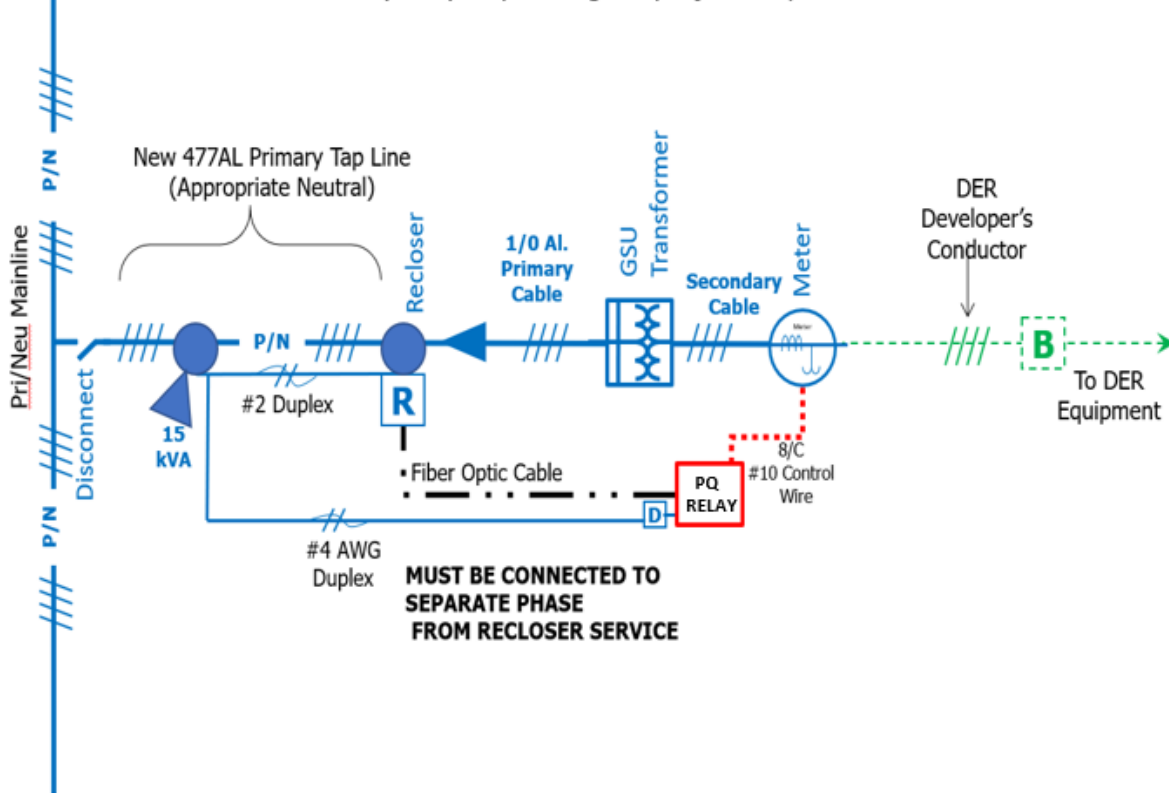 P/N
New 477AL Primary Tap Line
(Appropriate Neutral)
Pri/Neu Mainline
Disconnect
P/N
15
kVA
#2 Duplex
Recloser
R
1/0 Al.
Primary
Cable
GSU
Transformer
Secondary
Cable
Meter
Meter
DER
Developer's
Conductor
B
To DER
Equipment
Fiber Optic Cable
8/C
#10 Control
Wire
PQ
RELAY
D
P/N
#4 AWG
Duplex
MUST BE CONNECTED TO
SEPARATE PHASE
FROM RECLOSER SERVICE